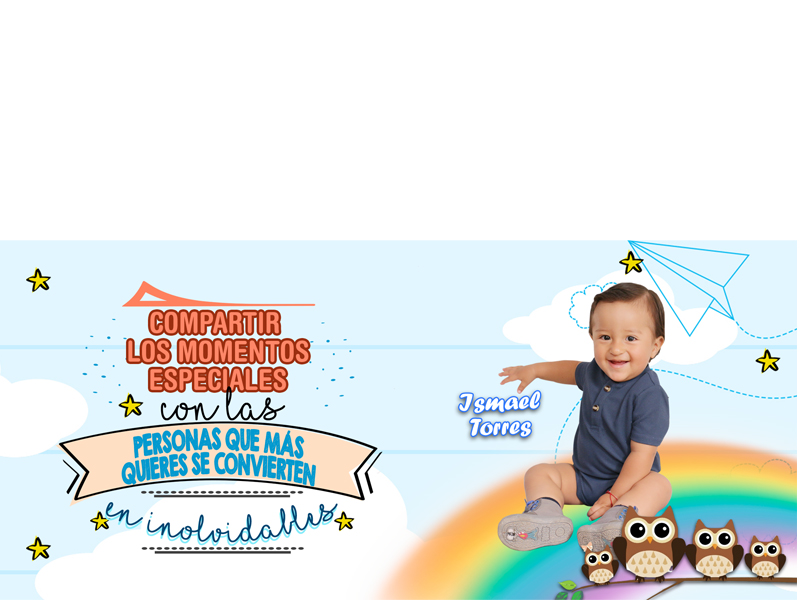 COMPARTIR
LOS MOMENTOS
ESPECIALES
con las
PERSONAS QUE MÁS
QUIERES SE CONVIERTEN
en inolvidables
Ismael
Torres